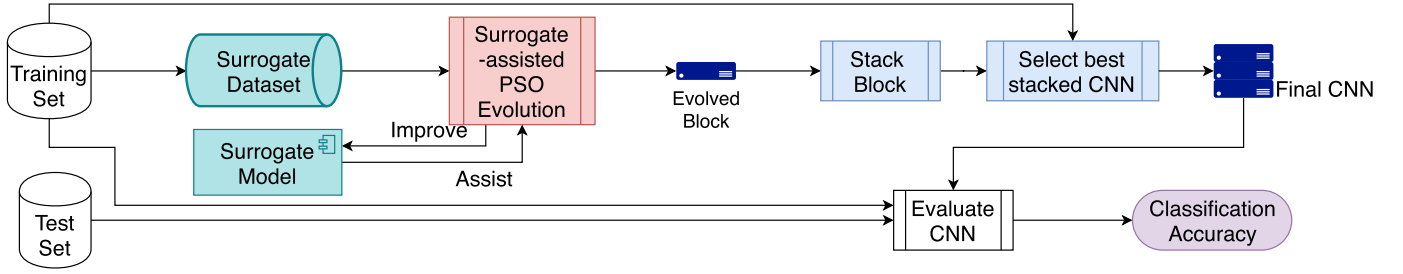 Training
Set
Surrogate
Dataset
Surrogate
-assisted
PSO
Evolution
Evolved
Block
Stack
Block
Select best
stacked CNN
Final CNN
Improve
Surrogate
Model
Assist
Test
Set
Evaluate
CNN
Classification
Accuracy